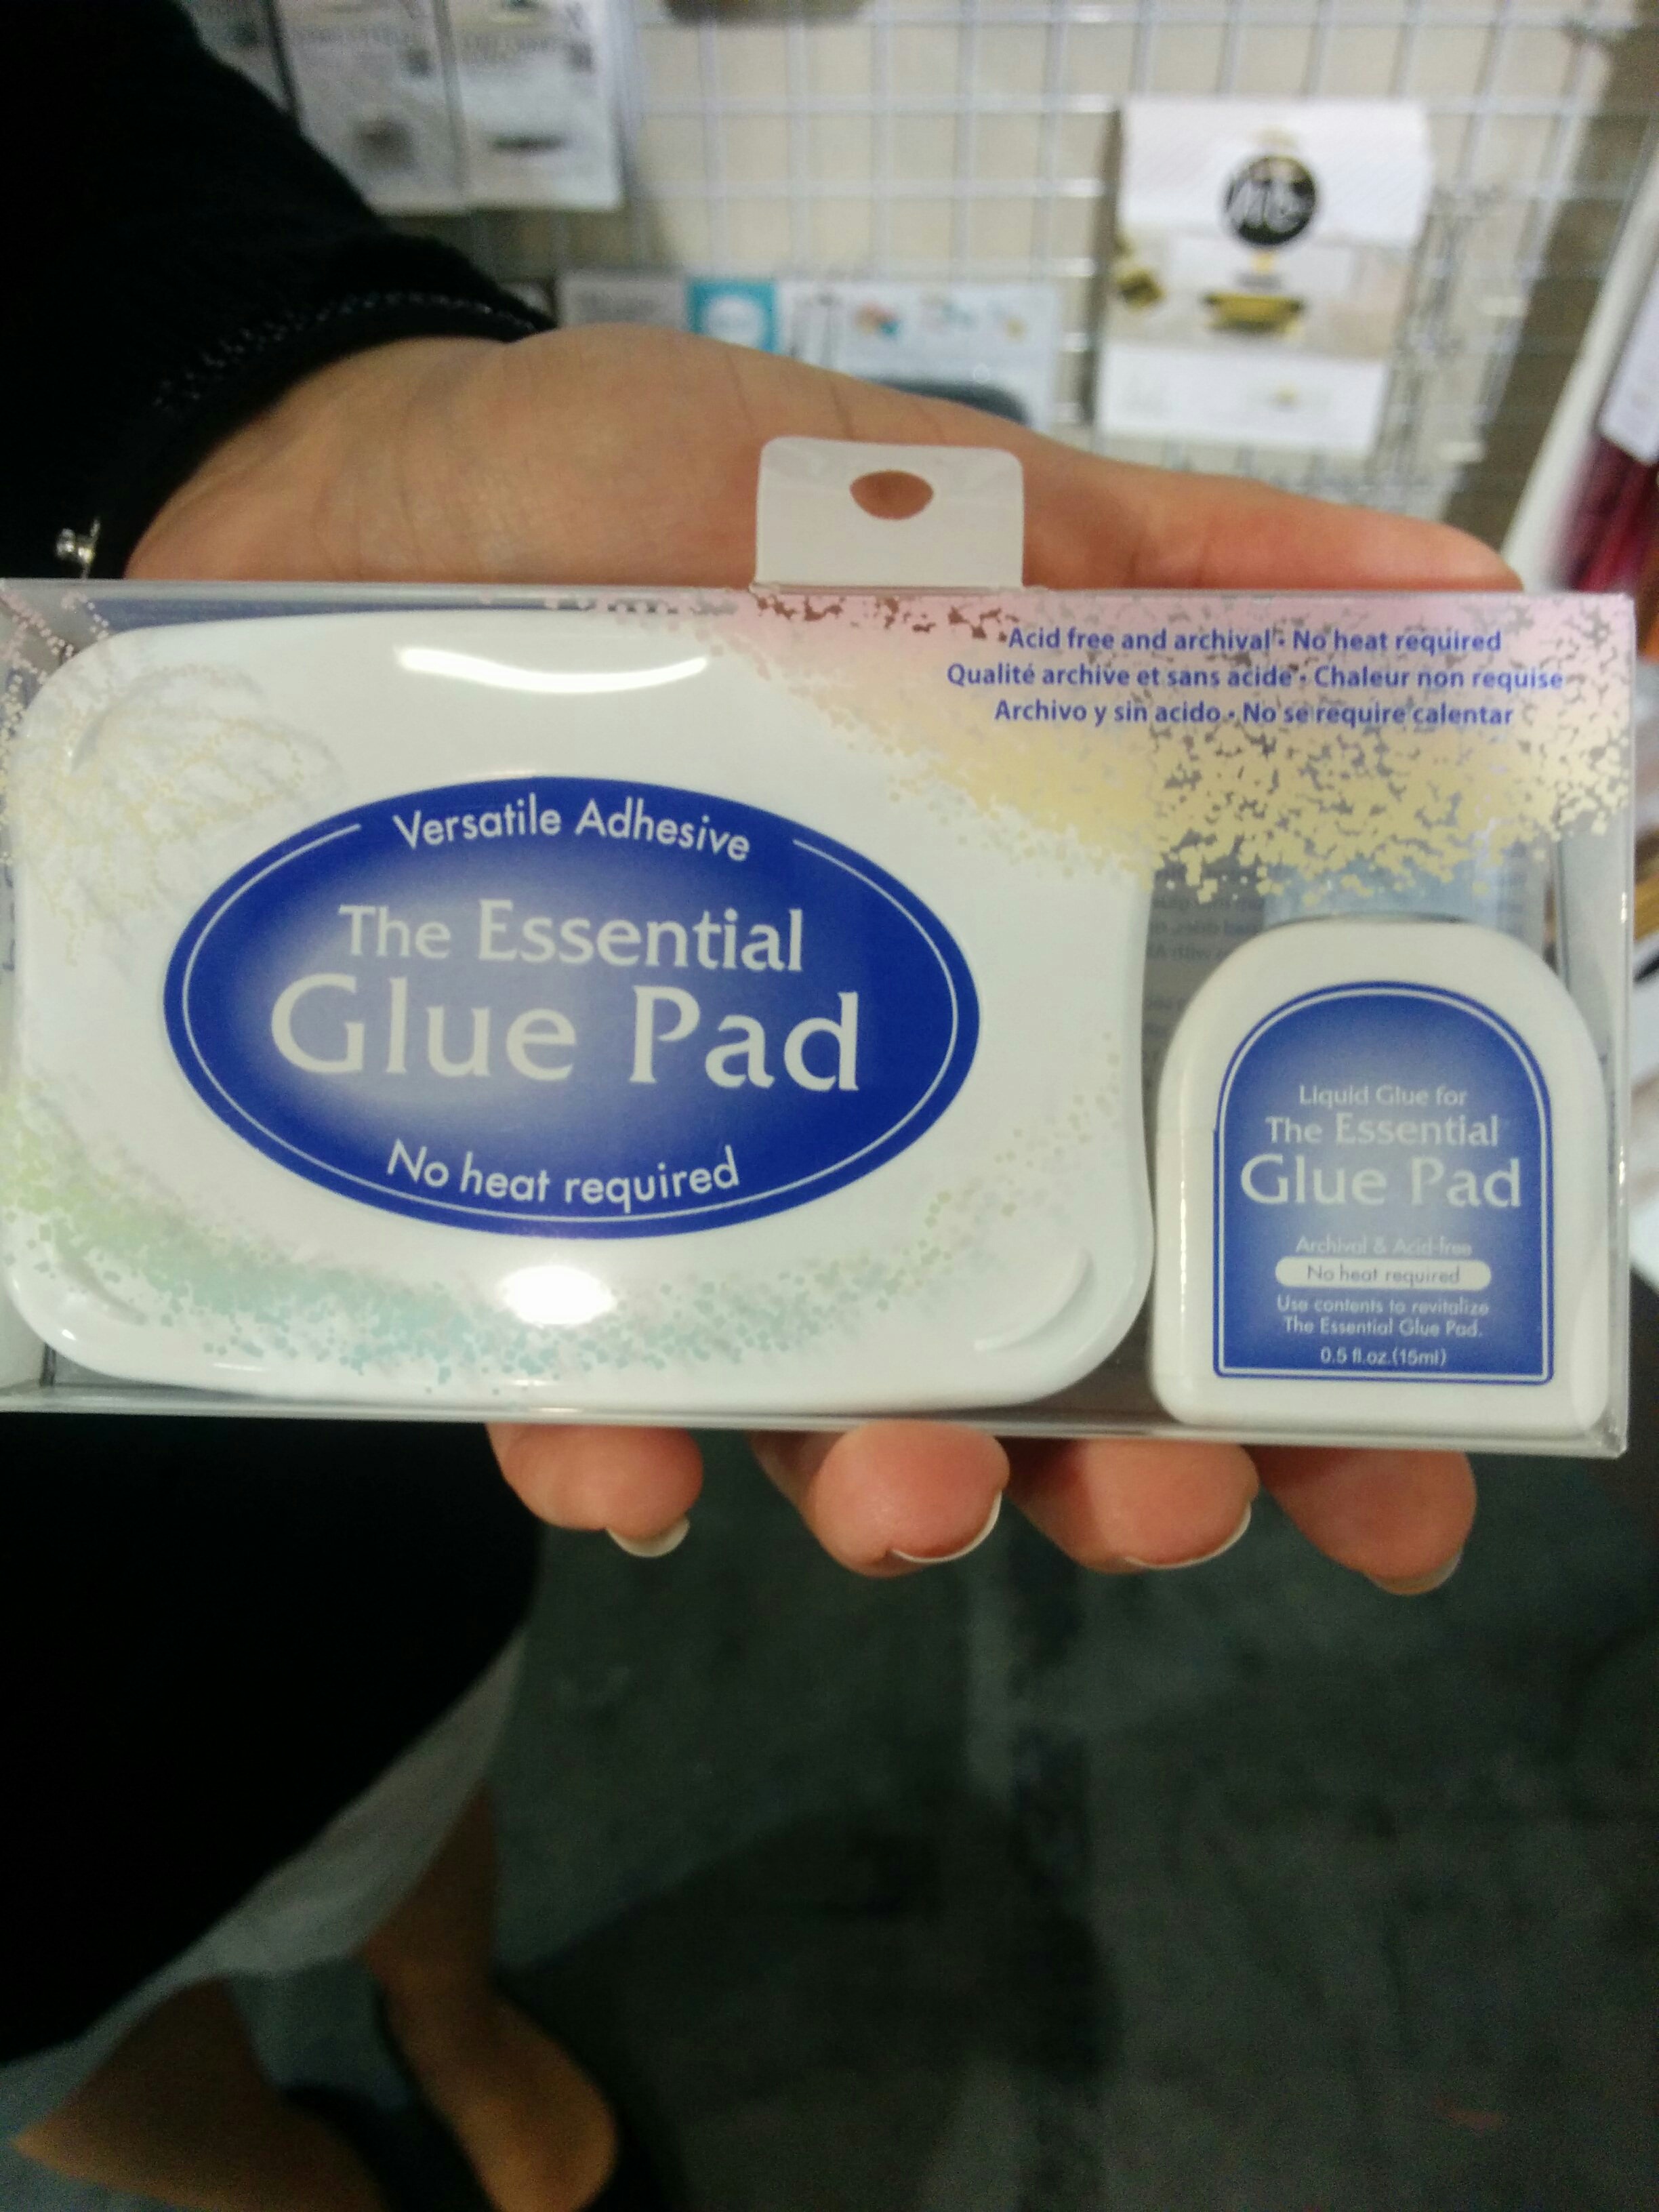 Acid free and archival • No heat required
Qualité archive et sans acide • Chaleur non requise
Archivo y sin acido • No se require calentar
Versatile Adhesive
The Essential
Glue Pad
No heat required
Liquid Glue for
The Essential
Glue Pad
Archival & Acid-free
No heat required
Use contents to revitalize
The Essential Glue Pad.
0.5 fl.oz.(15ml)